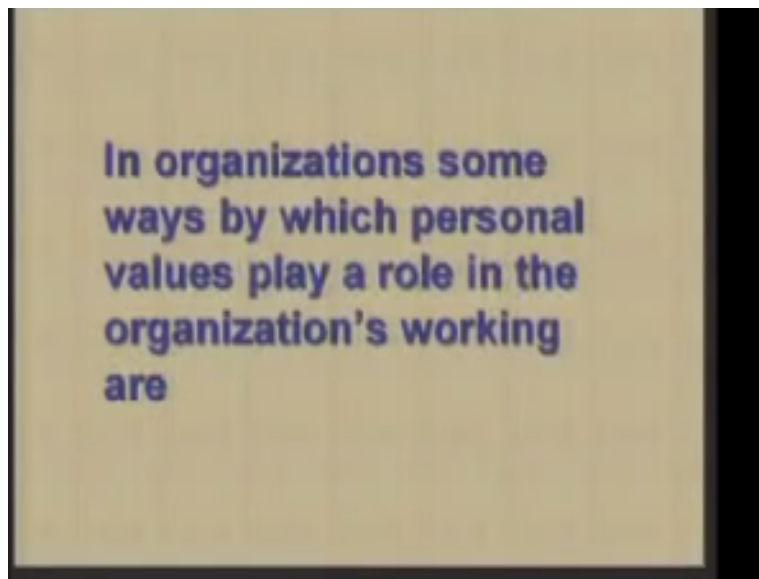 In organizations some
ways by which personal
values play a role in the
organization's working
are